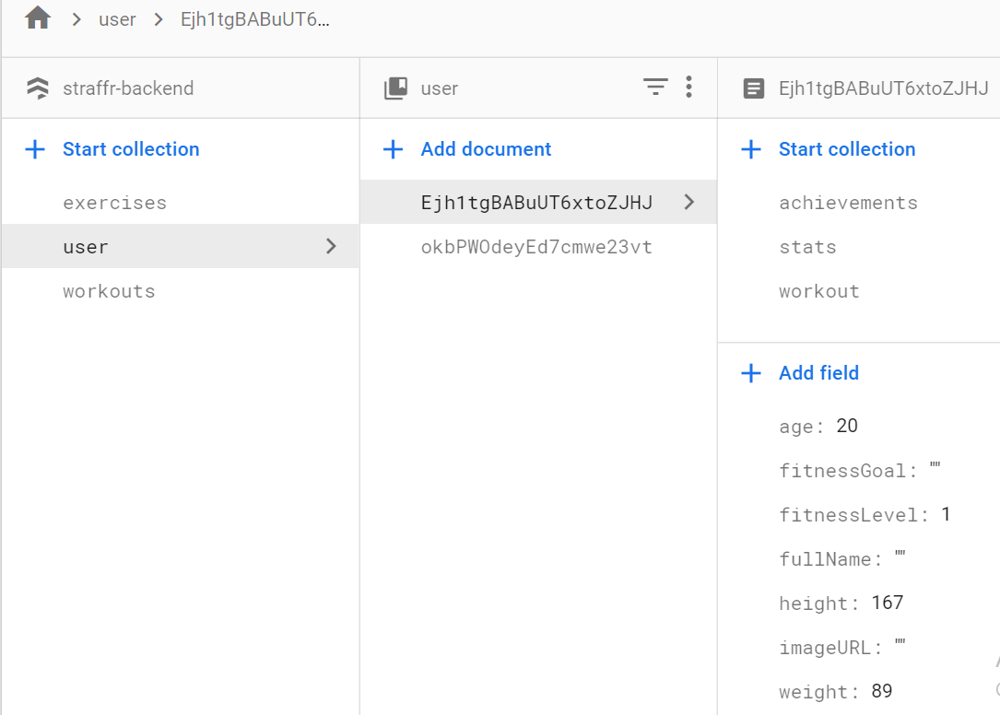 user Ejh1tgBABuUT6...
straffr-backend
Start collection
exercises
user
workouts
user
Add document
Ejh1tgBABuUT6xtoZJHJ
okbPWOdeyEd7cmwe23vt
Ejh1tgBABuUT6xtoZJHJ
Start collection
achievements
stats
workout
Add field
age: 20
fitnessGoal: ""
fitnessLevel: 1
fullName: ""
height: 167
imageURL: ""
weight: 89